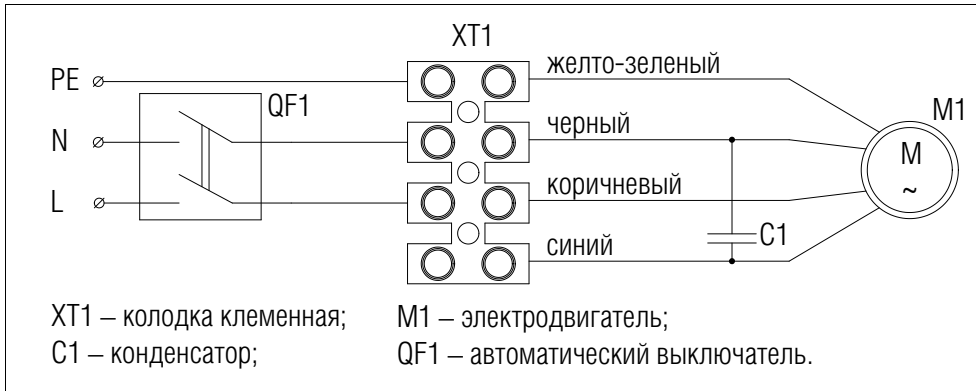 XT1
PE
желто-зеленый
QF1
M1
N
черный
M
~
L
коричневый
C1
синий
XT1 – колодка клеменная;
M1 – электродвигатель;
C1 – конденсатор;
QF1 – автоматический выключатель.